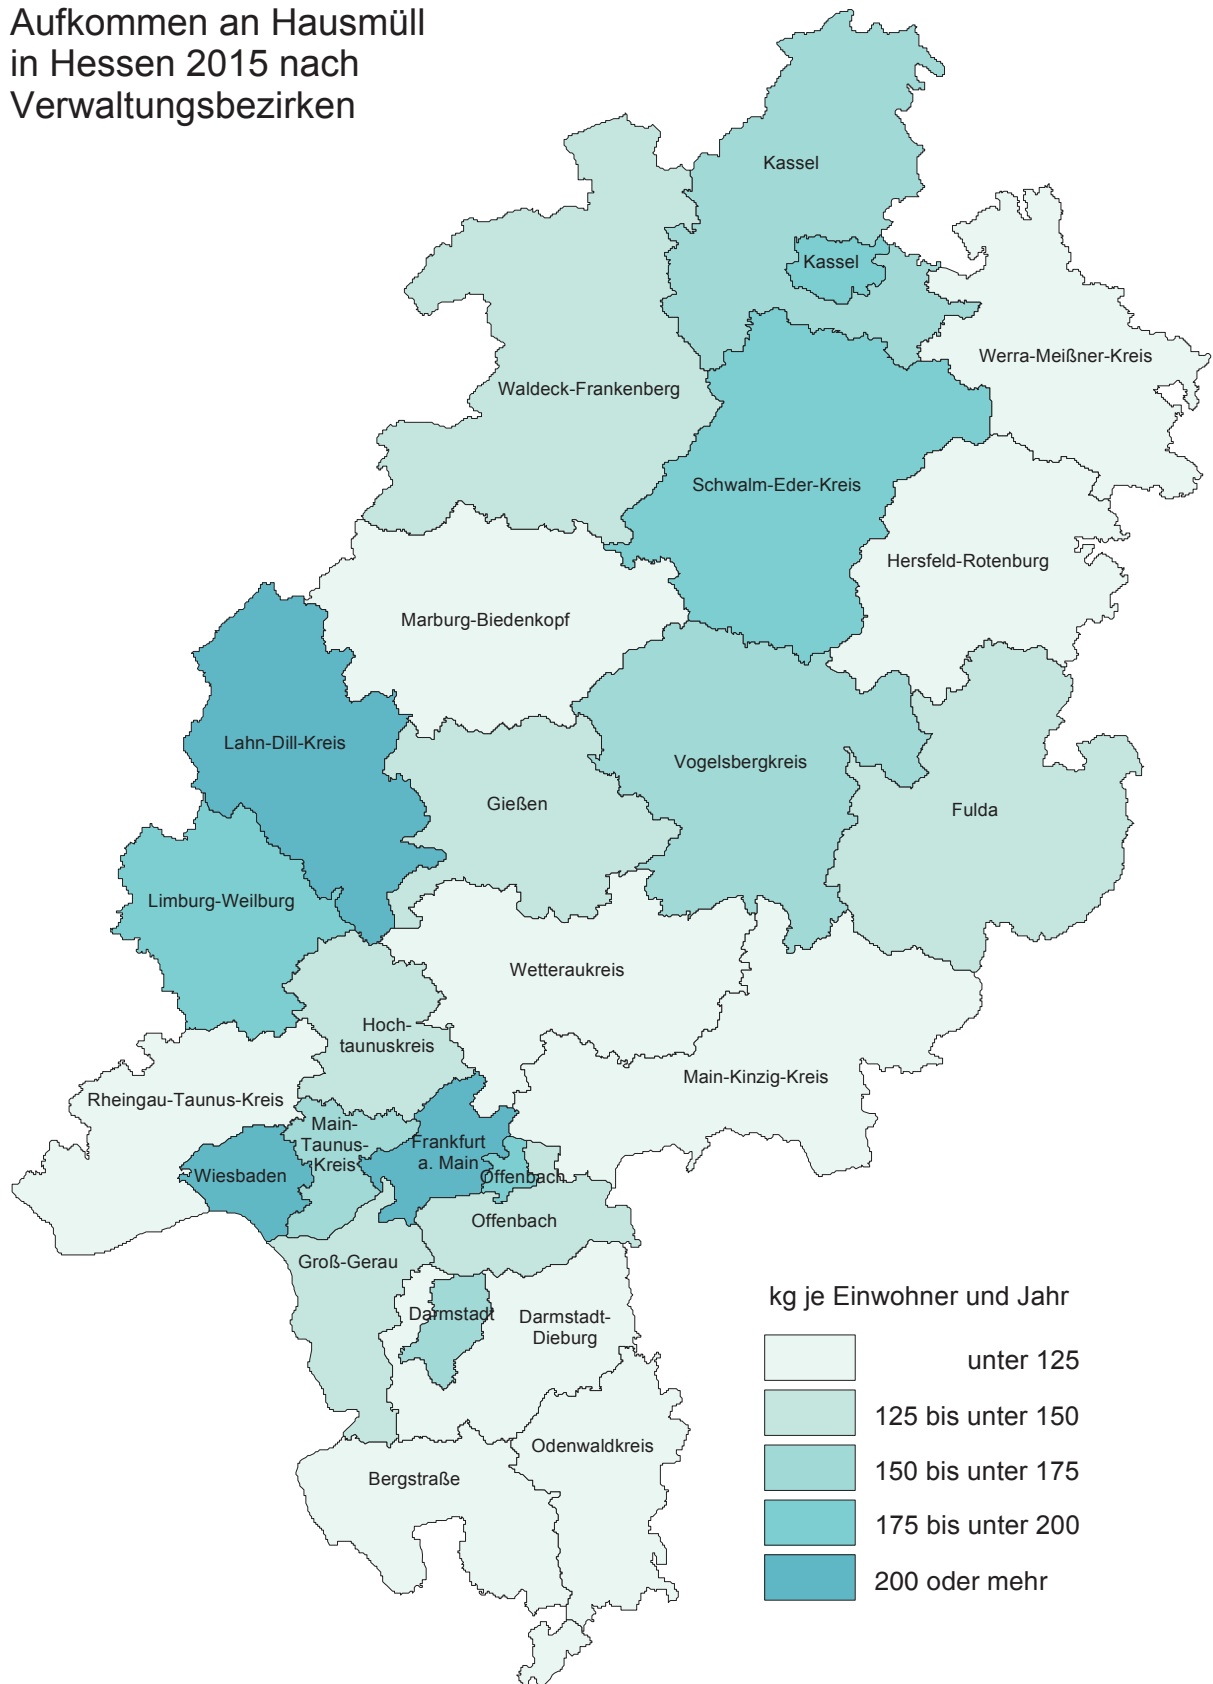 Aufkommen an Hausmüll
in Hessen 2015 nach
Verwaltungsbezirken
Kassel
Kassel
Werra-Meißner-Kreis
Waldeck-Frankenberg
Schwalm-Eder-Kreis
Hersfeld-Rotenburg
Marburg-Biedenkopf
Lahn-Dill-Kreis
Vogelsbergkreis
Gießen
Fulda
Limburg-Weilburg
Wetteraukreis
Hoch-
taunuskreis
Main-Kinzig-Kreis
Rheingau-Taunus-Kreis
Main-
Taunus-
Kreis
Frankfurt
a. Main
Wiesbaden
Offenbach
Offenbach
Groß-Gerau
Darmstadt
Darmstadt-
Dieburg
Odenwaldkreis
Bergstraße
kg je Einwohner und Jahr
unter 125
125 bis unter 150
150 bis unter 175
175 bis unter 200
200 oder mehr